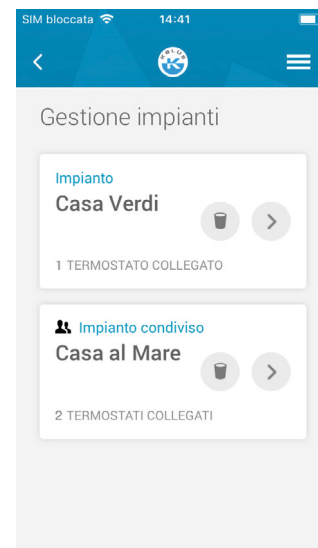 SIM bloccata 14:41
KELUS
K
Gestione impianti
Impianto
Casa Verdi
1 TERMOSTATO COLLEGATO
Impianto condiviso
Casa al Mare
2 TERMOSTATI COLLEGATI